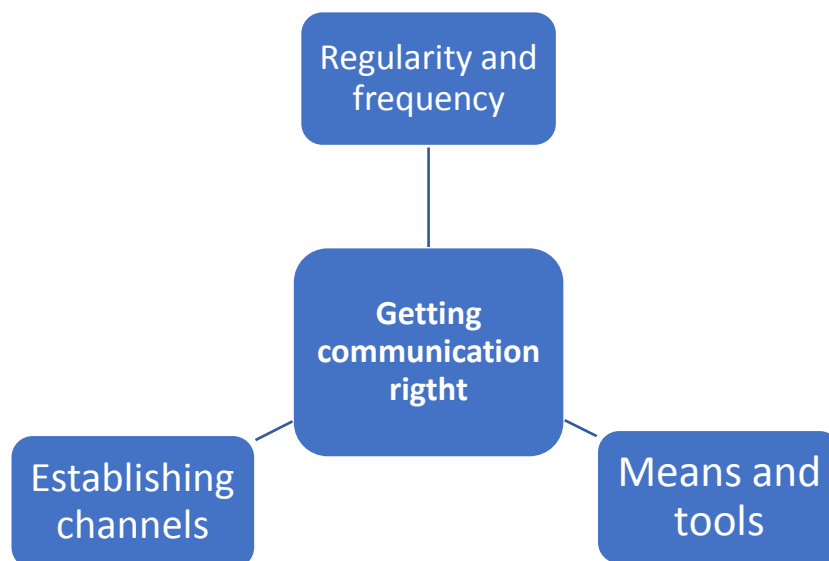 Regularity and
frequency
Getting
communication
rigtht
Establishing
channels
Means and
tools